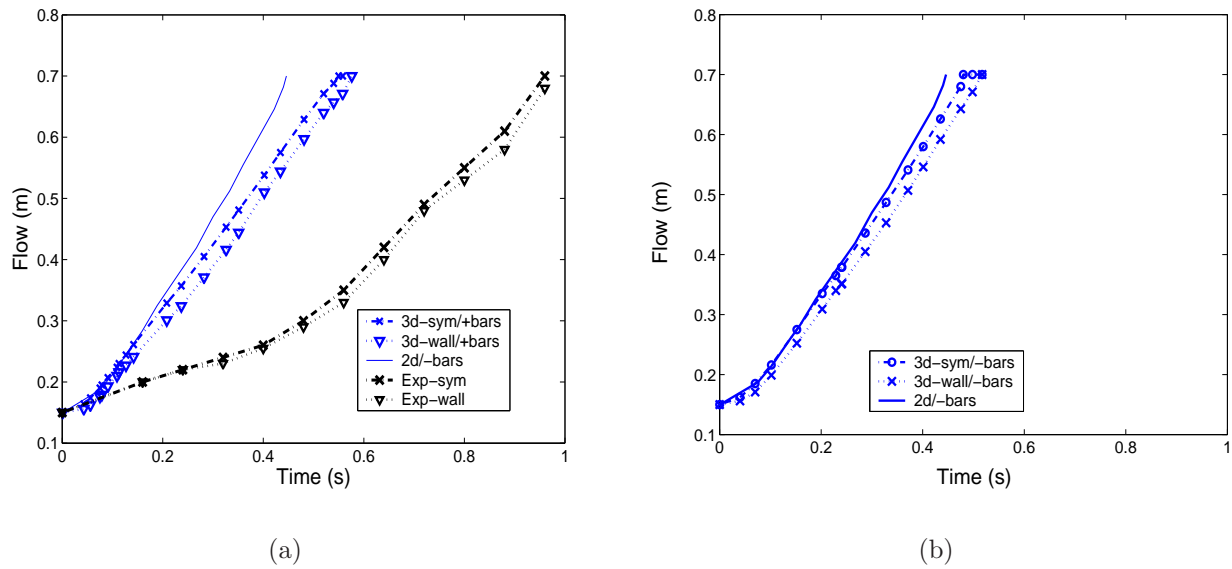 0.8
0.7
0.6
0.5
0.4
0.3
0.2
0.1
0
0.2
0.4
0.6
0.8
1
Flow (m)
Time (s)
3d-sym/+bars
3d-wall/+bars
2d/-bars
Exp-sym
Exp-wall
(a)
0.8
0.7
0.6
0.5
0.4
0.3
0.2
0.1
0
0.2
0.4
0.6
0.8
1
Flow (m)
Time (s)
3d-sym/-bars
3d-wall/-bars
2d/-bars
(b)